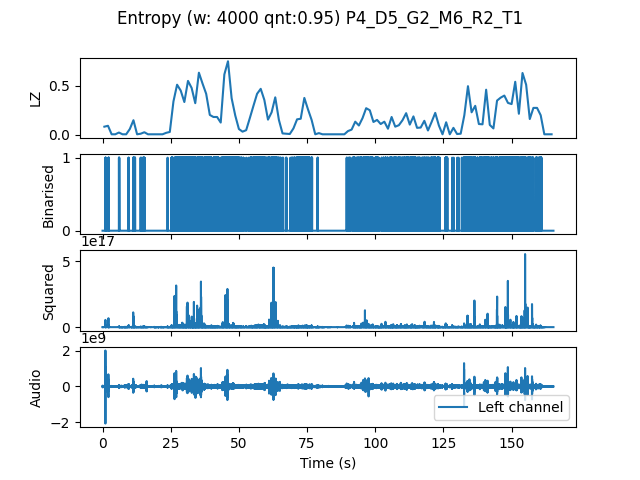 Entropy (w: 4000 qnt:0.95) P4_D5_G2_M6_R2_T1
0.5
0.0
LZ
1
0
Binarised
1e17
5
0
Squared
1e9
2
0
−2
Audio
Left channel
0 25 50 75 100 125 150
Time (s)